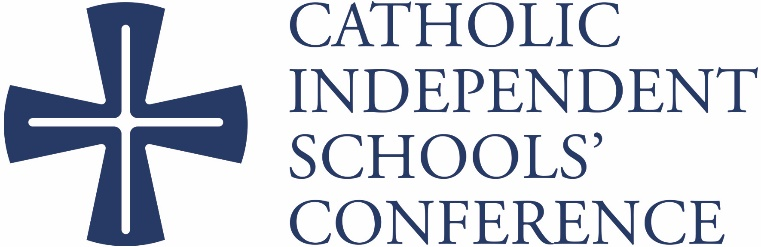 CATHOLIC
INDEPENDENT
SCHOOLS’
CONFERENCE